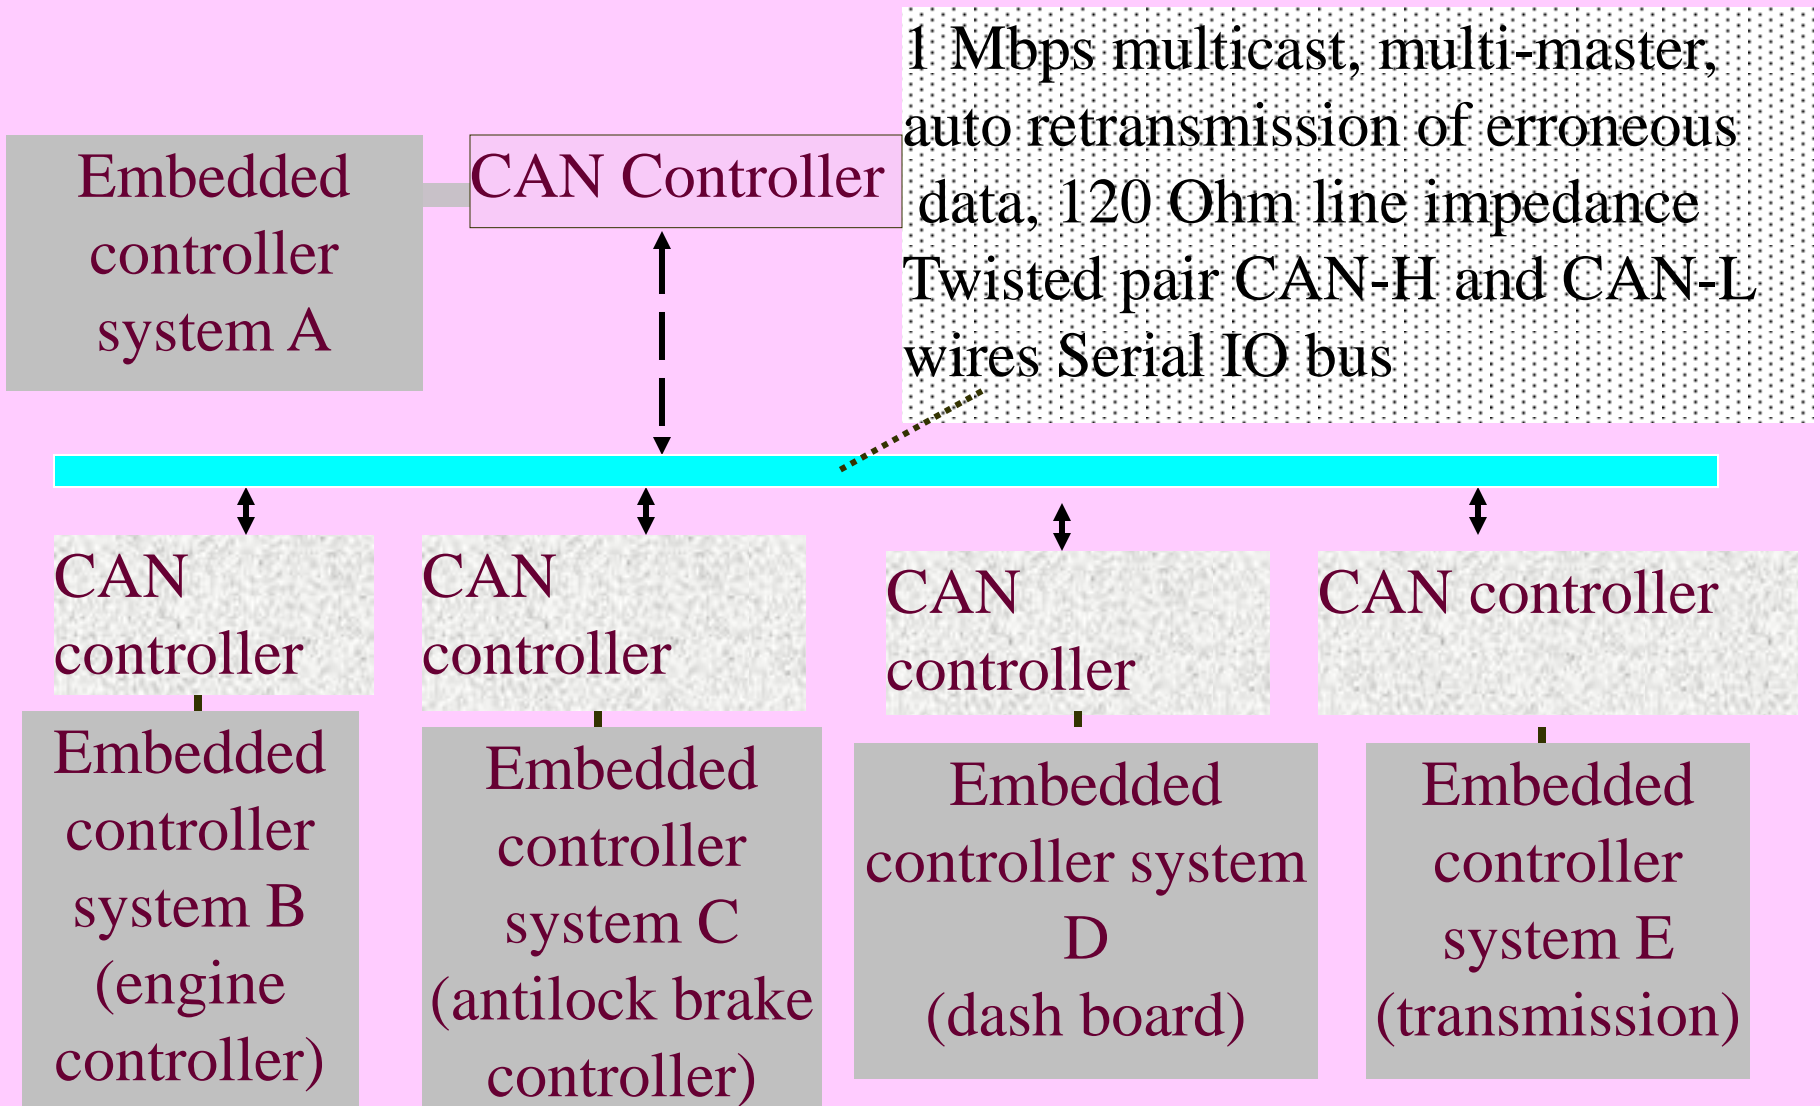 1 Mbps multicast, multi-master,
auto retransmission of erroneous
data, 120 Ohm line impedance
Twisted pair CAN-H and CAN-L
wires Serial IO bus
Embedded
controller
system A
CAN Controller
CAN
controller
CAN
controller
CAN
controller
CAN controller
Embedded
controller
system B
(engine
controller)
Embedded
controller
system C
(antilock brake
controller)
Embedded
controller system
D
(dash board)
Embedded
controller
system E
(transmission)